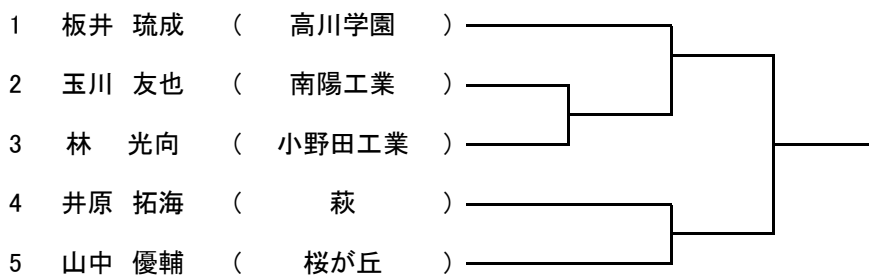 1 板井 琉成 ( 高川学園 )
2 玉川 友也 ( 南陽工業 )
3 林 光向 ( 小野田工業 )
4 井原 拓海 ( 萩 )
5 山中 優輔 ( 桜が丘 )